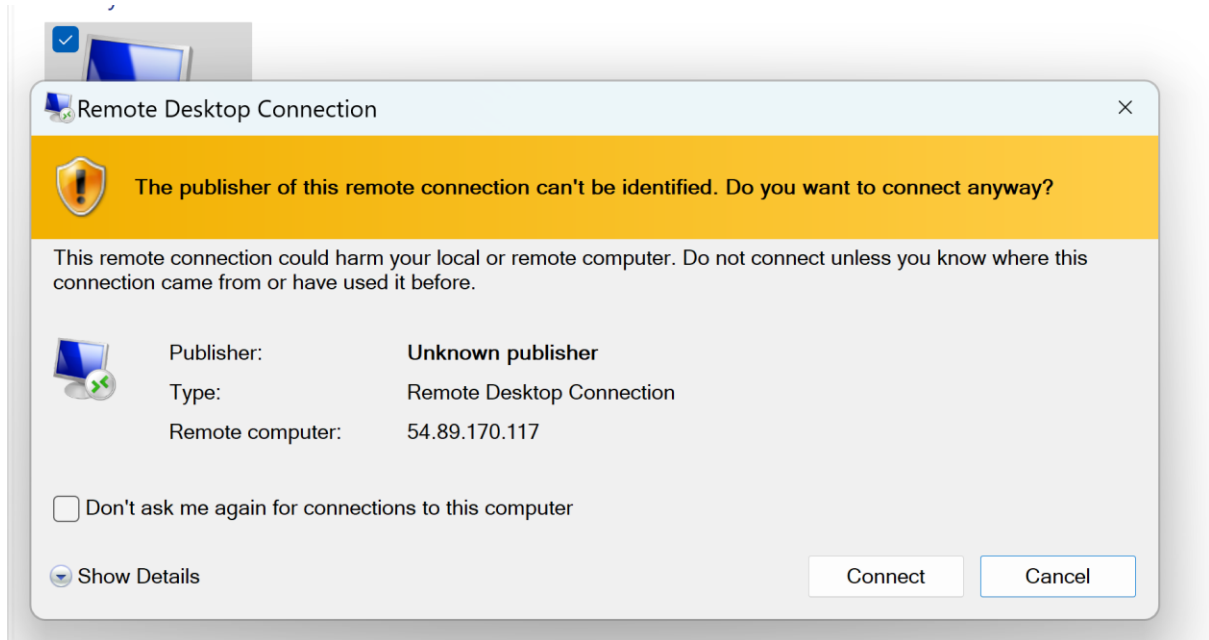 Remote Desktop Connection
The publisher of this remote connection can't be identified. Do you want to connect anyway?
This remote connection could harm your local or remote computer. Do not connect unless you know where this
connection came from or have used it before.
Publisher: Unknown publisher
Type: Remote Desktop Connection
Remote computer: 54.89.170.117
Don't ask me again for connections to this computer
Show Details
Connect Cancel